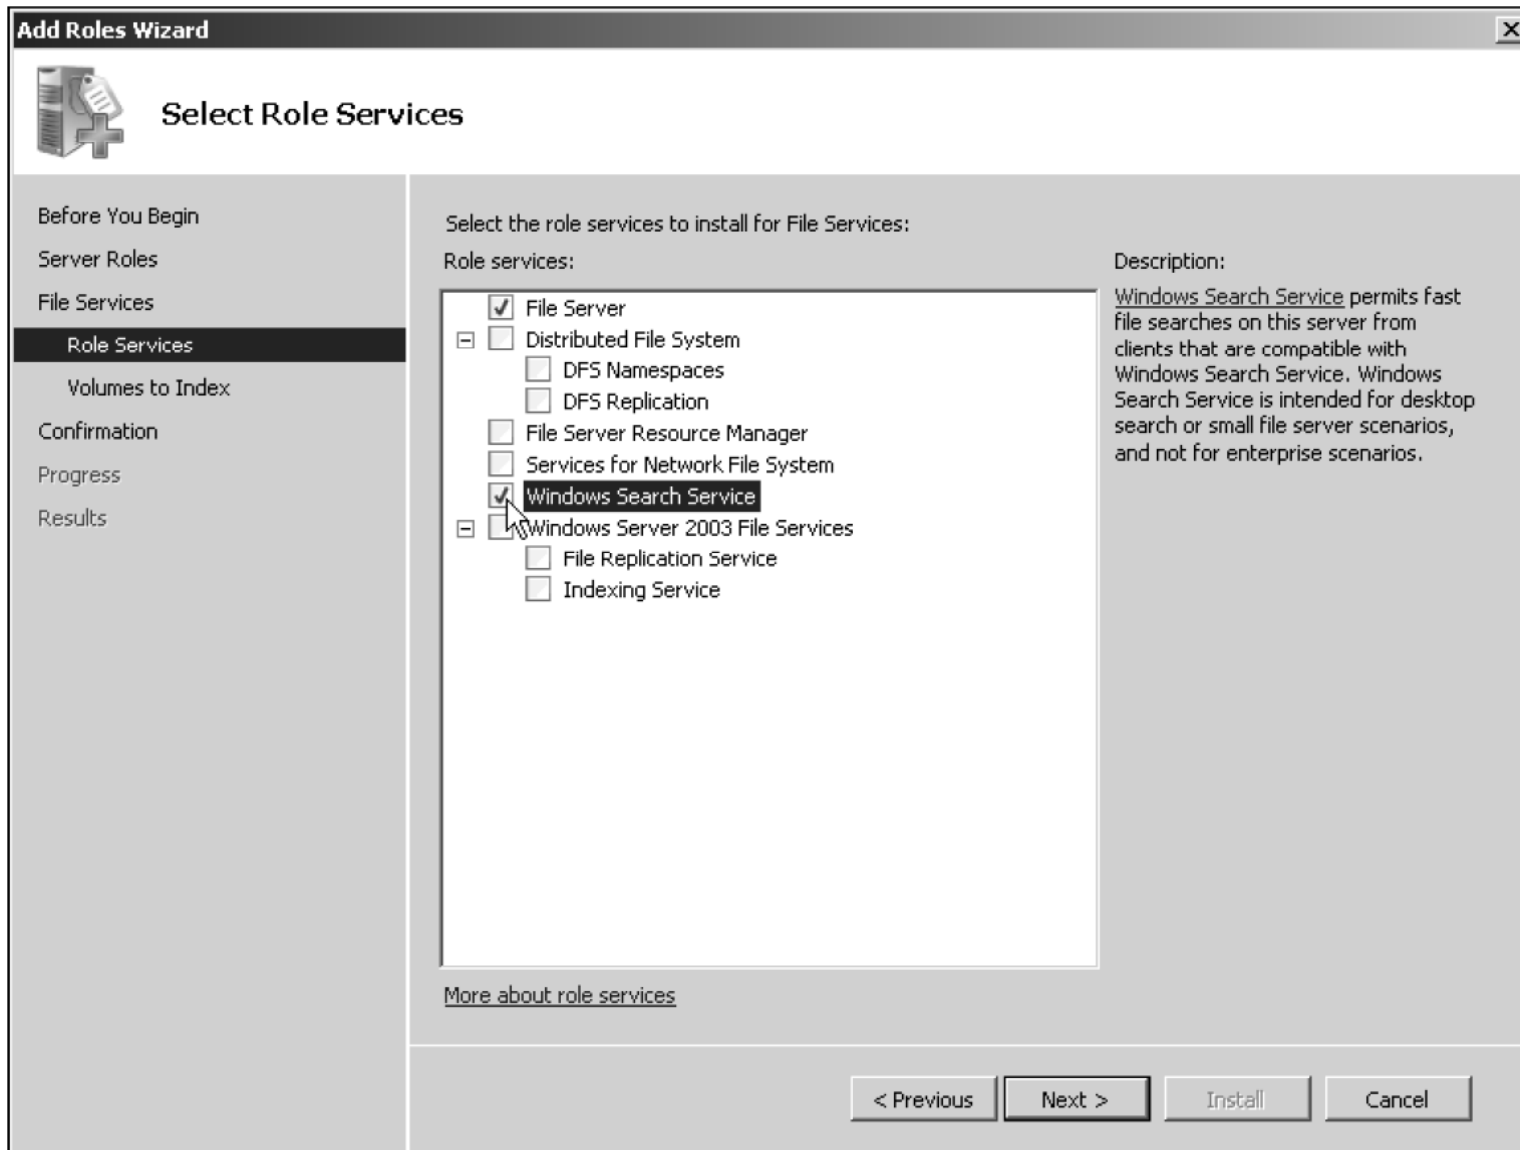 Add Roles Wizard
Select Role Services
Before You Begin
Server Roles
File Services
Role Services
Volumes to Index
Confirmation
Progress
Results
Select the role services to install for File Services:
Role services:
File Server
Distributed File System
DFS Namespaces
DFS Replication
File Server Resource Manager
Services for Network File System
Windows Search Service
Windows Server 2003 File Services
File Replication Service
Indexing Service
More about role services
Description:
Windows Search Service permits fast
file searches on this server from
clients that are compatible with
Windows Search Service. Windows
Search Service is intended for desktop
search or small file server scenarios,
and not for enterprise scenarios.
< Previous
Next >
Install
Cancel